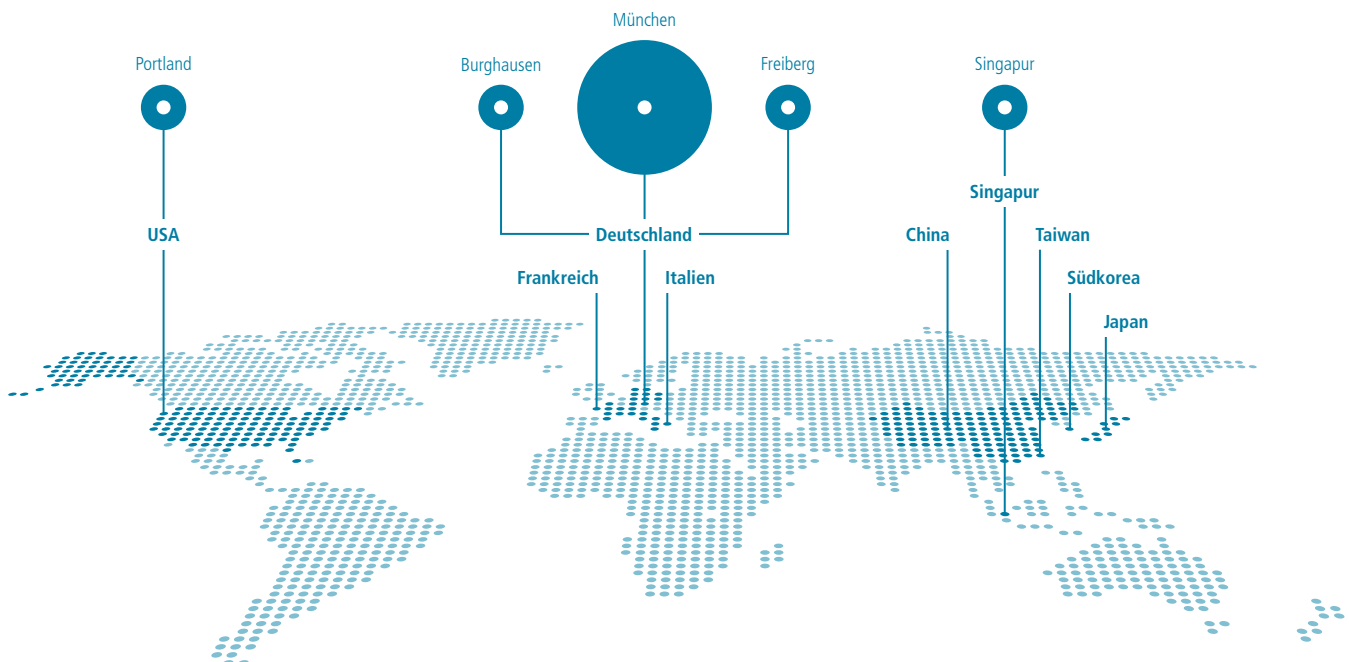 München
Portland
Burghausen
Freiberg
Singapur
Singapur
USA
Deutschland
China
Taiwan
Frankreich
Italien
Südkorea
Japan